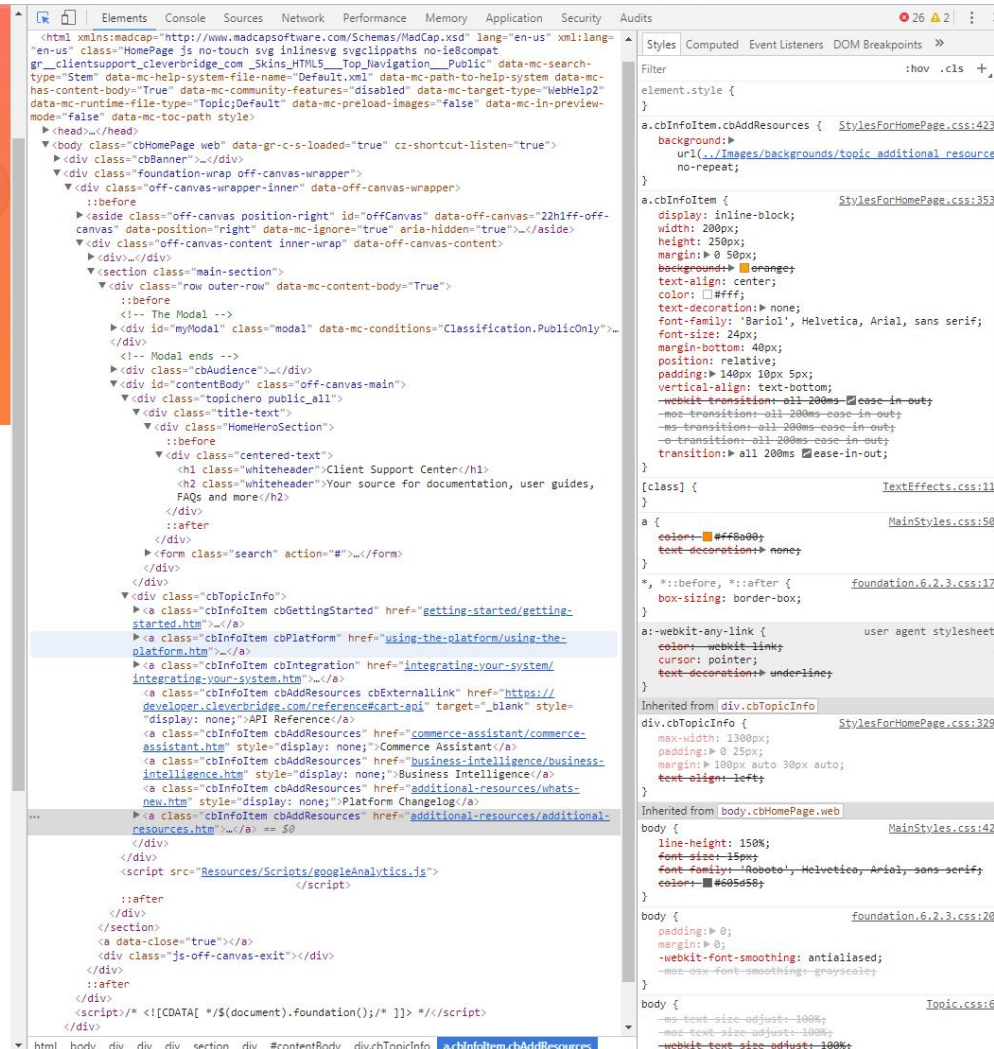 Elements Console Sources Network Performance Memory Application Security Audits 26 2
<html xmlns:madcap="http://www.madcapsoftware.com/Schemas/MadCap.xsd" lang="en-us" xml:lang=
"en-us" class="HomePage js no-touch svg inlinesvg svgclippaths no-ie8compat
gr__clientsupport_cleverbridge_com _Skins_HTML5___Top_Navigation___Public" data-mc-search-
type="Stem" data-mc-help-system-file-name="Default.xml" data-mc-path-to-help-system data-mc-
has-content-body="True" data-mc-community-features="disabled" data-mc-target-type="WebHelp2"
data-mc-runtime-file-type="Topic;Default" data-mc-preload-images="false" data-mc-in-preview-
mode="false" data-mc-toc-path style>
<head>…</head>
<body class="cbHomePage web" data-gr-c-s-loaded="true" cz-shortcut-listen="true">
<div class="cbBanner">…</div>
<div class="foundation-wrap off-canvas-wrapper">
<div class="off-canvas-wrapper-inner" data-off-canvas-wrapper>
::before
<aside class="off-canvas position-right" id="offCanvas" data-off-canvas="22h1ff-off-
canvas" data-position="right" data-mc-ignore="true" aria-hidden="true">…</aside>
<div class="off-canvas-content inner-wrap" data-off-canvas-content>
<div>…</div>
<section class="main-section">
<div class="row outer-row" data-mc-content-body="True">
::before
<!-- The Modal -->
<div id="myModal" class="modal" data-mc-conditions="Classification.PublicOnly">…
</div>
<!-- Modal ends -->
<div class="cbAudience">…</div>
<div id="contentBody" class="off-canvas-main">
<div class="topichero public_all">
<div class="title-text">
<div class="HomeHeroSection">
::before
<div class="centered-text">
<h1 class="whiteheader">Client Support Center</h1>
<h2 class="whiteheader">Your source for documentation, user guides,
FAQs and more</h2>
</div>
::after
</div>
<form class="search" action="#">…</form>
</div>
</div>
<div class="cbTopicInfo">
<a class="cbInfoItem cbGettingStarted" href="getting-started/getting-
started.htm">…</a>
<a class="cbInfoItem cbPlatform" href="using-the-platform/using-the-
platform.htm">…</a>
<a class="cbInfoItem cbIntegration" href="integrating-your-system/
integrating-your-system.htm">…</a>
<a class="cbInfoItem cbAddResources cbExternalLink" href="https://
developer.cleverbridge.com/reference#cart-api" target="_blank" style=
"display: none;">API Reference</a>
<a class="cbInfoItem cbAddResources" href="commerce-assistant/commerce-
assistant.htm" style="display: none;">Commerce Assistant</a>
<a class="cbInfoItem cbAddResources" href="business-intelligence/business-
intelligence.htm" style="display: none;">Business Intelligence</a>
<a class="cbInfoItem cbAddResources" href="additional-resources/whats-
new.htm" style="display: none;">Platform Changelog</a>
<a class="cbInfoItem cbAddResources" href="additional-resources/additional-
resources.htm">…</a> == $0
</div>
</div>
<script src="Resources/Scripts/googleAnalytics.js">
</script>
::after
</div>
</section>
<a data-close="true"></a>
<div class="js-off-canvas-exit"></div>
</div>
::after
</div>
<script>/* <![CDATA[ */$(document).foundation();/* ]]> */</script>
</div>
html body div div div section div #contentBody div.cbTopicInfo a.cbInfoItem.cbAddResources
Styles Computed Event Listeners DOM Breakpoints »
Filter :hov .cls +
element.style {
}
a.cbInfoItem.cbAddResources { StylesForHomePage.css:423
background:
url(../Images/backgrounds/topic_additional_resource
no-repeat;
}
a.cbInfoItem { StylesForHomePage.css:353
display: inline-block;
width: 200px;
height: 250px;
margin: 0 50px;
background: orange;
text-align: center;
color: #fff;
text-decoration: none;
font-family: 'Bariol', Helvetica, Arial, sans serif;
font-size: 24px;
margin-bottom: 40px;
position: relative;
padding: 140px 10px 5px;
vertical-align: text-bottom;
-webkit-transition: all 200ms ease-in-out;
-moz-transition: all 200ms ease-in-out;
-ms-transition: all 200ms ease-in-out;
-o-transition: all 200ms ease-in-out;
transition: all 200ms ease-in-out;
}
[class] { TextEffects.css:11
}
a { MainStyles.css:50
color: #ff8a00;
text-decoration: none;
}
*, *::before, *::after { foundation.6.2.3.css:17
box-sizing: border-box;
}
a:-webkit-any-link { user agent stylesheet
color: -webkit-link;
cursor: pointer;
text-decoration: underline;
}
Inherited from div.cbTopicInfo
div.cbTopicInfo { StylesForHomePage.css:329
max-width: 1300px;
padding: 0 25px;
margin: 100px auto 30px auto;
text-align: left;
}
Inherited from body.cbHomePage.web
body { MainStyles.css:42
line-height: 150%;
font-size: 15px;
font-family: 'Roboto', Helvetica, Arial, sans serif;
color: #605d58;
}
body { foundation.6.2.3.css:20
padding: 0;
margin: 0;
-webkit-font-smoothing: antialiased;
-moz-osx-font-smoothing: grayscale;
}
body { Topic.css:6
-ms-text-size-adjust: 100%;
-moz-text-size-adjust: 100%;
-webkit-text-size-adjust: 100%;